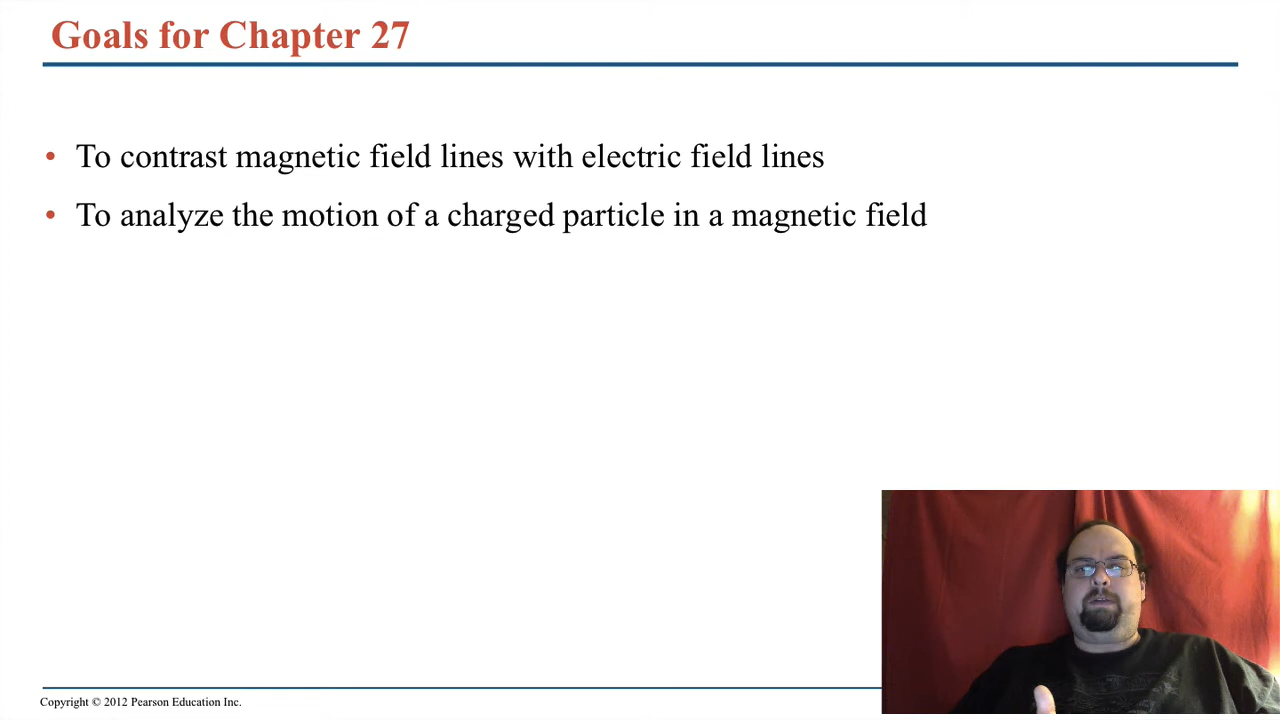 Goals for Chapter 27
• To contrast magnetic field lines with electric field lines
• To analyze the motion of a charged particle in a magnetic field
Copyright © 2012 Pearson Education Inc.